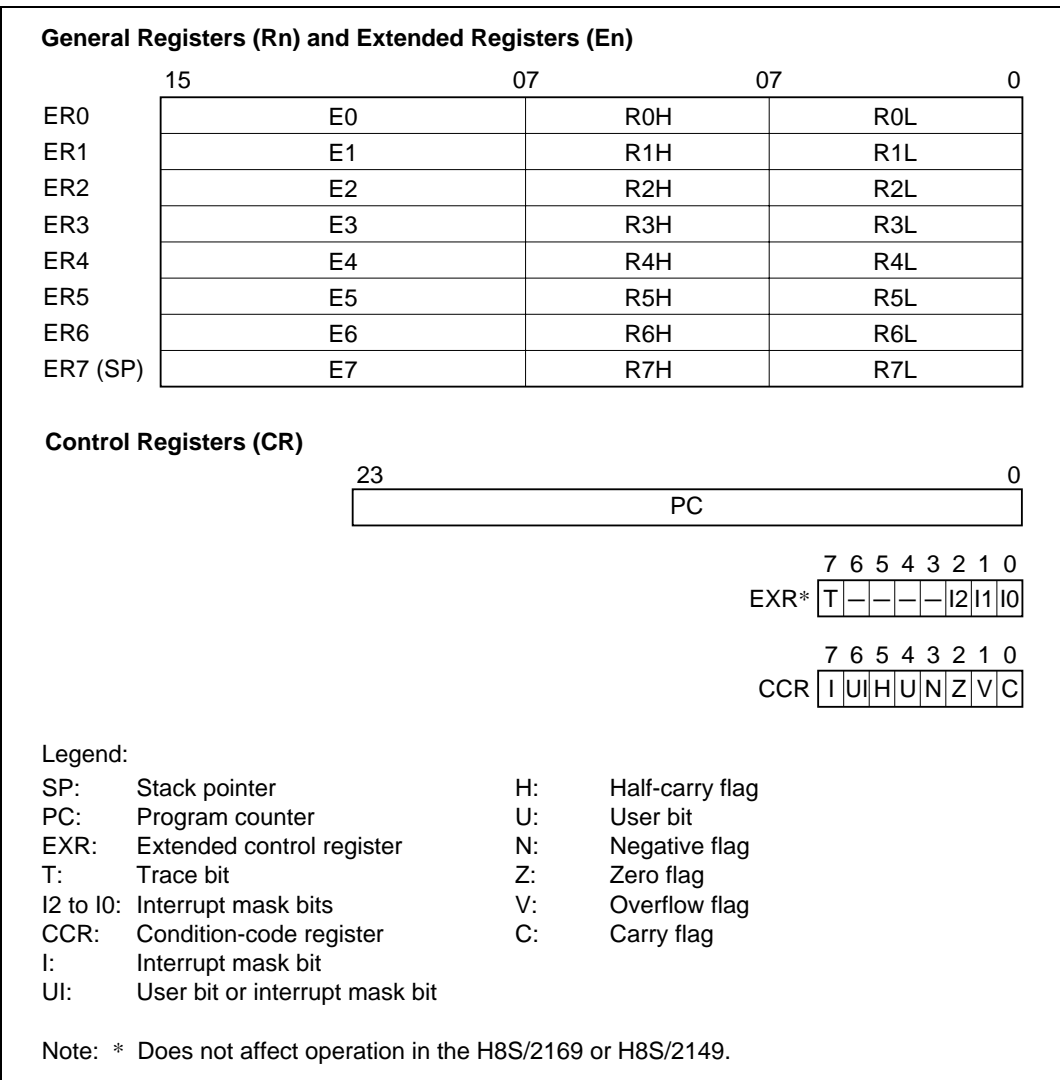 General Registers (Rn) and Extended Registers (En)
15 07 07 0
ER0 E0 R0H R0L
ER1 E1 R1H R1L
ER2 E2 R2H R2L
ER3 E3 R3H R3L
ER4 E4 R4H R4L
ER5 E5 R5H R5L
ER6 E6 R6H R6L
ER7 (SP) E7 R7H R7L
Control Registers (CR)
23 0
PC
7 6 5 4 3 2 1 0
EXR* T — — — — I2 I1 I0
7 6 5 4 3 2 1 0
CCR I UI H U N Z V C
Legend:
SP: Stack pointer H: Half-carry flag
PC: Program counter U: User bit
EXR: Extended control register N: Negative flag
T: Trace bit Z: Zero flag
I2 to I0: Interrupt mask bits V: Overflow flag
CCR: Condition-code register C: Carry flag
I: Interrupt mask bit
UI: User bit or interrupt mask bit
Note: * Does not affect operation in the H8S/2169 or H8S/2149.